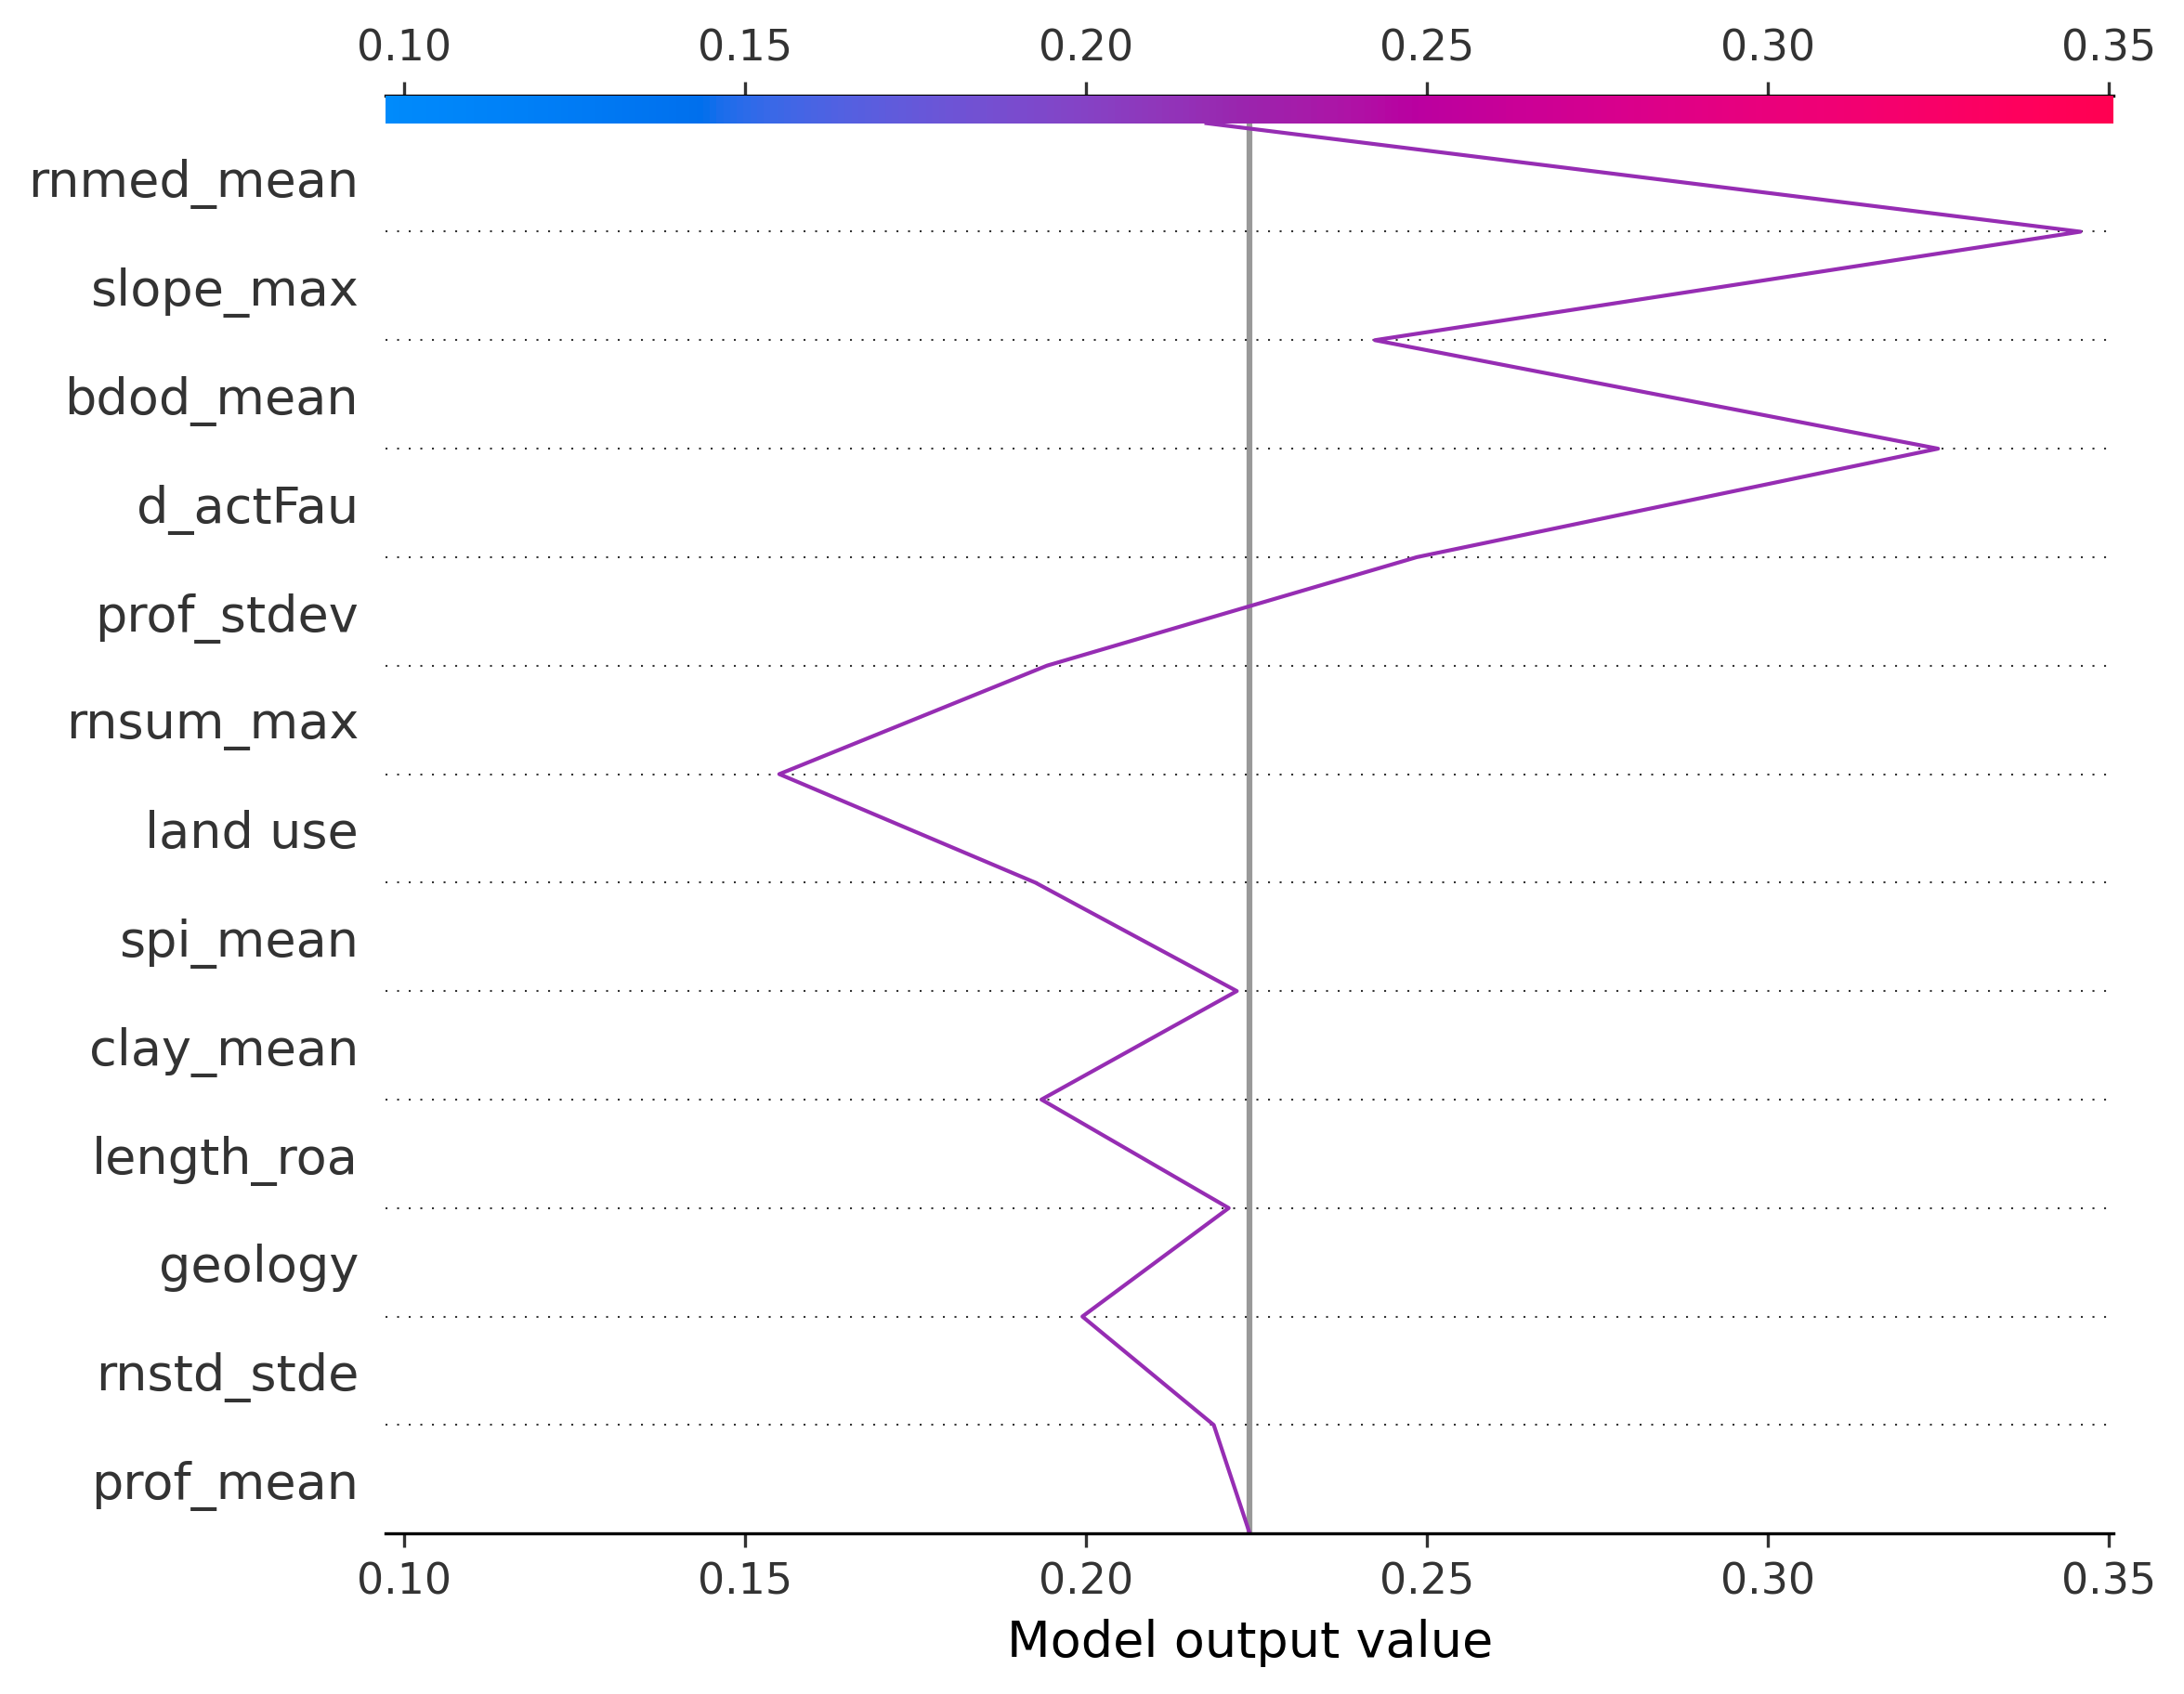 0.10 0.15 0.20 0.25 0.30 0.35
rnmed_mean
slope_max
bdod_mean
d_actFau
prof_stdev
rnsum_max
land use
spi_mean
clay_mean
length_roa
geology
rnstd_stde
prof_mean
0.10 0.15 0.20 0.25 0.30 0.35
Model output value